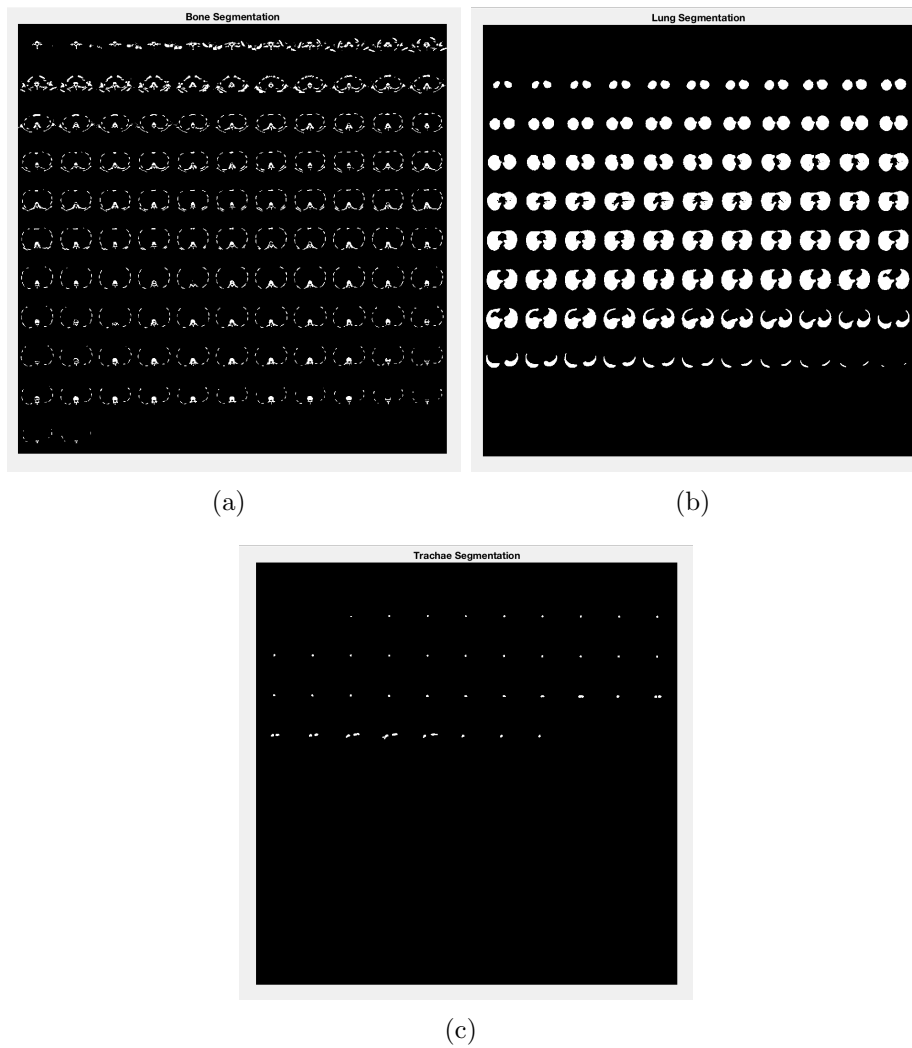 Bone Segmentation
Lung Segmentation
(a)
(b)
Trachae Segmentation
(c)